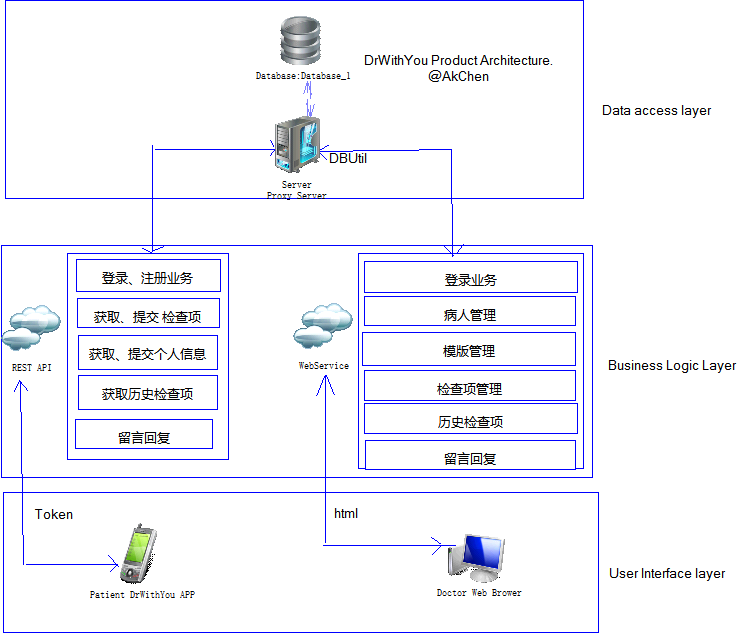 DrWithYou Product Architecture.
@AkChen
Database:Database_1
Data access layer
DBUtil
Server
Proxy Server
登录、注册业务
获取、提交 检查项
获取、提交个人信息
获取历史检查项
留言回复
REST API
WebService
登录业务
病人管理
模版管理
检查项管理
历史检查项
留言回复
Business Logic Layer
Token
html
Patient DrWithYou APP
Doctor Web Brower
User Interface layer